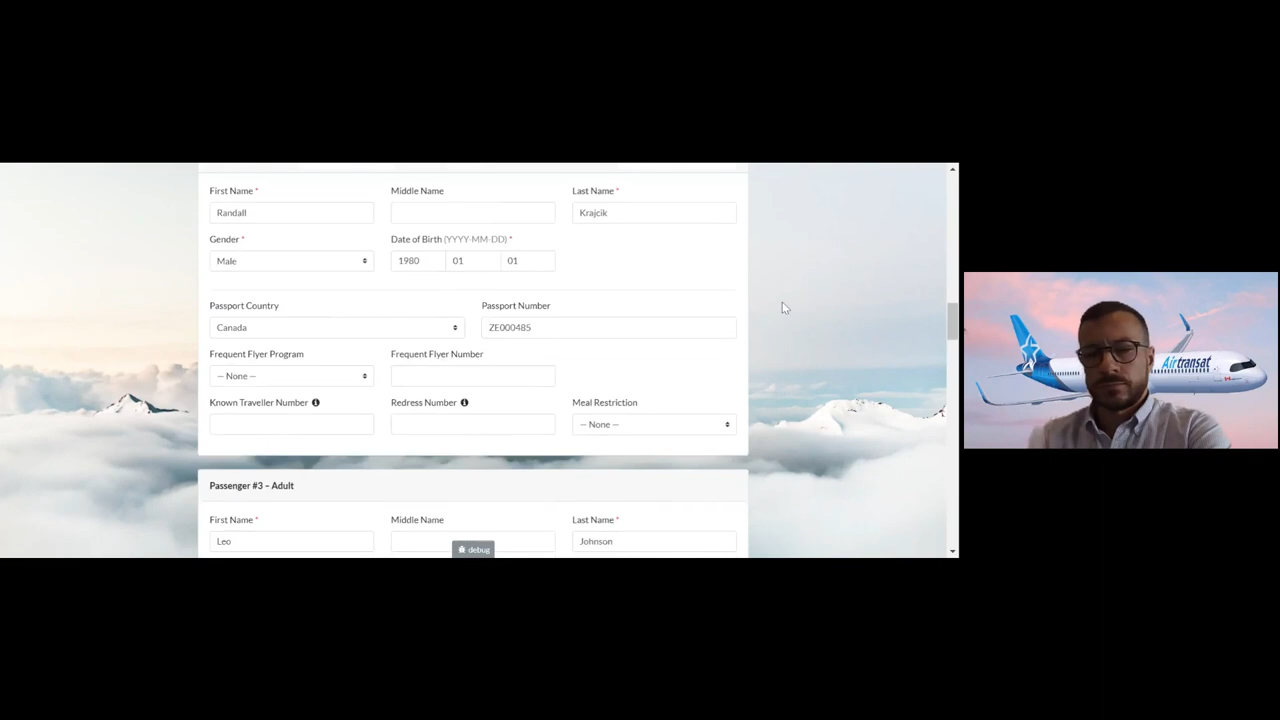 First Name * Middle Name Last Name *
Randall Krajcik
Gender * Date of Birth (YYYY-MM-DD) *
Male 1980 01 01
Passport Country Passport Number
Canada ZE000485
Frequent Flyer Program Frequent Flyer Number
— None —
Known Traveller Number Redress Number Meal Restriction
— None —
Passenger #3 – Adult
First Name * Middle Name Last Name *
Leo Johnson
debug
Airtransat